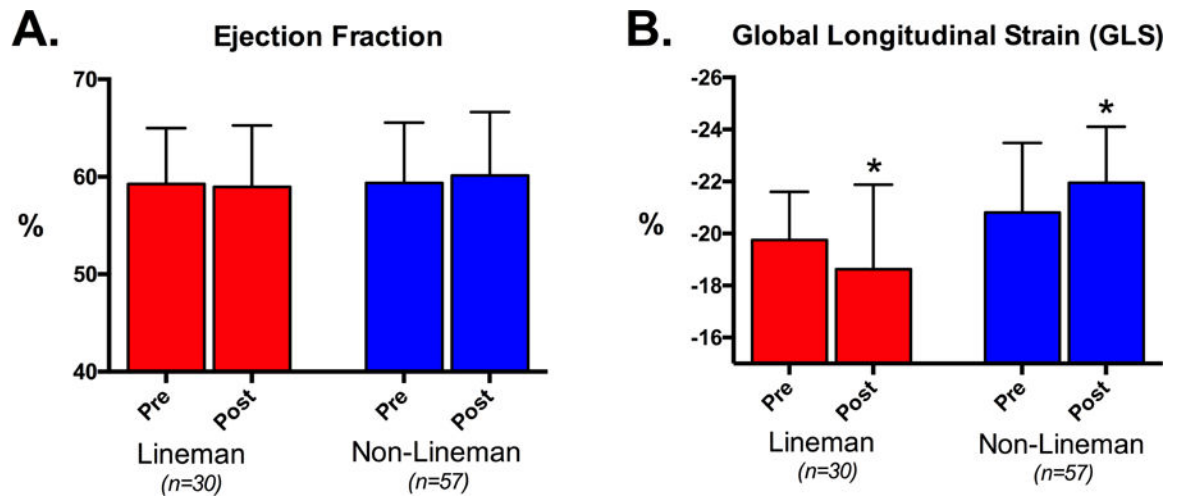 A.
Ejection Fraction
70
60
50
40
%
Pre
Post
Pre
Post
Lineman
(n=30)
Non-Lineman
(n=57)
B.
Global Longitudinal Strain (GLS)
-26
-24
-22
-20
-18
-16
%
*
*
Pre
Post
Pre
Post
Lineman
(n=30)
Non-Lineman
(n=57)